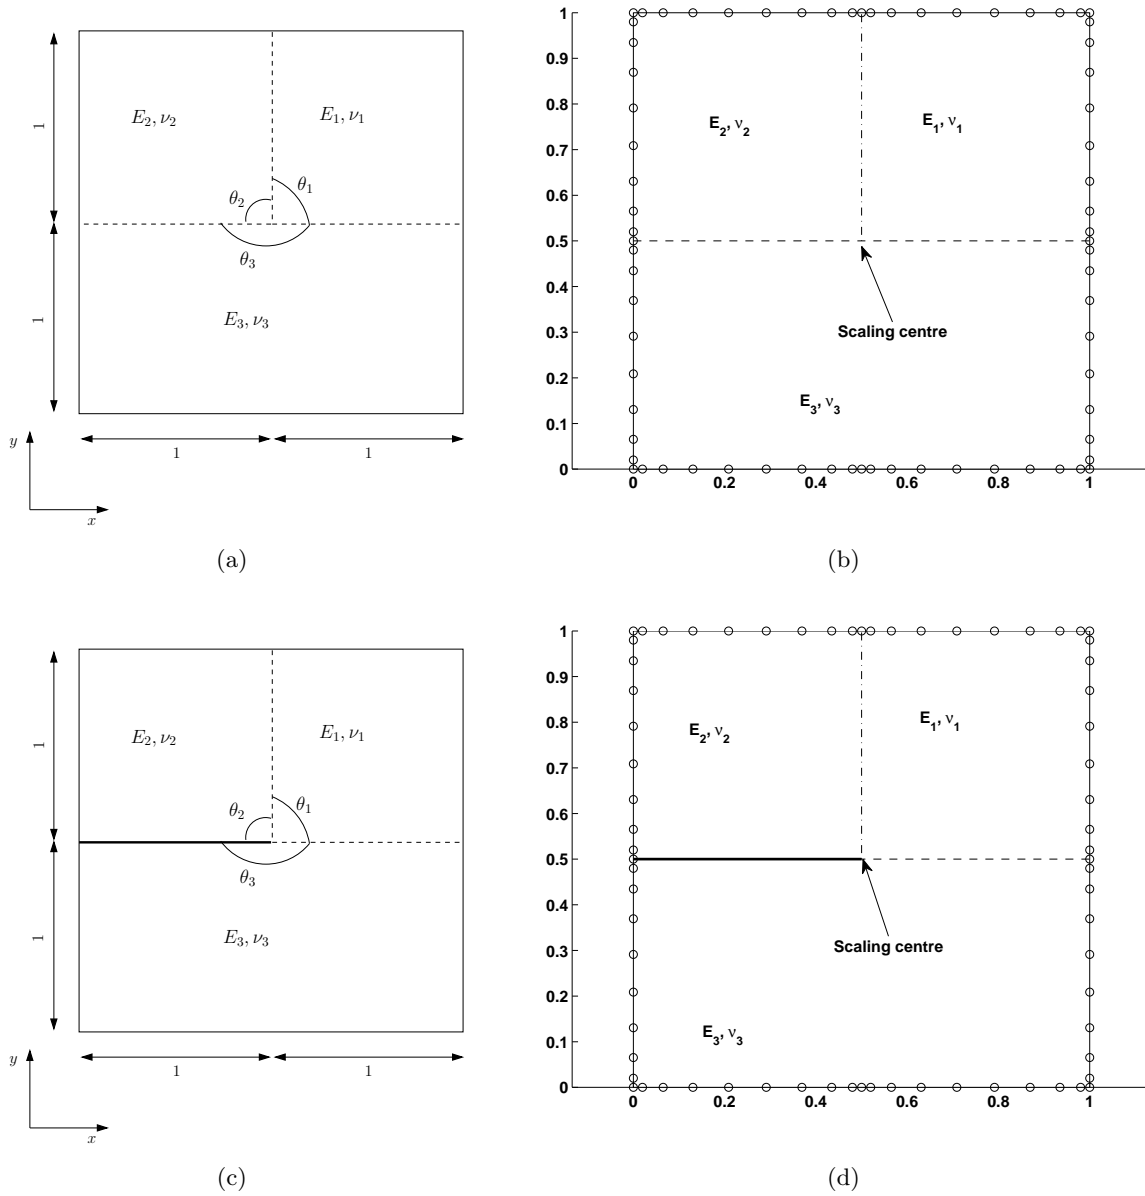 E₂, ν₂
E₁, ν₁
1
θ₂
θ₁
θ₃
1
E₃, ν₃
y
1
1
x
(a)
1
0.9
0.8
E₂, ν₂
E₁, ν₁
0.7
0.6
0.5
0.4
0.3
Scaling centre
0.2
E₃, ν₃
0.1
0
0 0.2 0.4 0.6 0.8 1
(b)
E₂, ν₂
E₁, ν₁
1
θ₂
θ₁
θ₃
1
E₃, ν₃
y
1
1
x
(c)
1
0.9
0.8
E₂, ν₂
E₁, ν₁
0.7
0.6
0.5
0.4
0.3
Scaling centre
0.2
E₃, ν₃
0.1
0
0 0.2 0.4 0.6 0.8 1
(d)